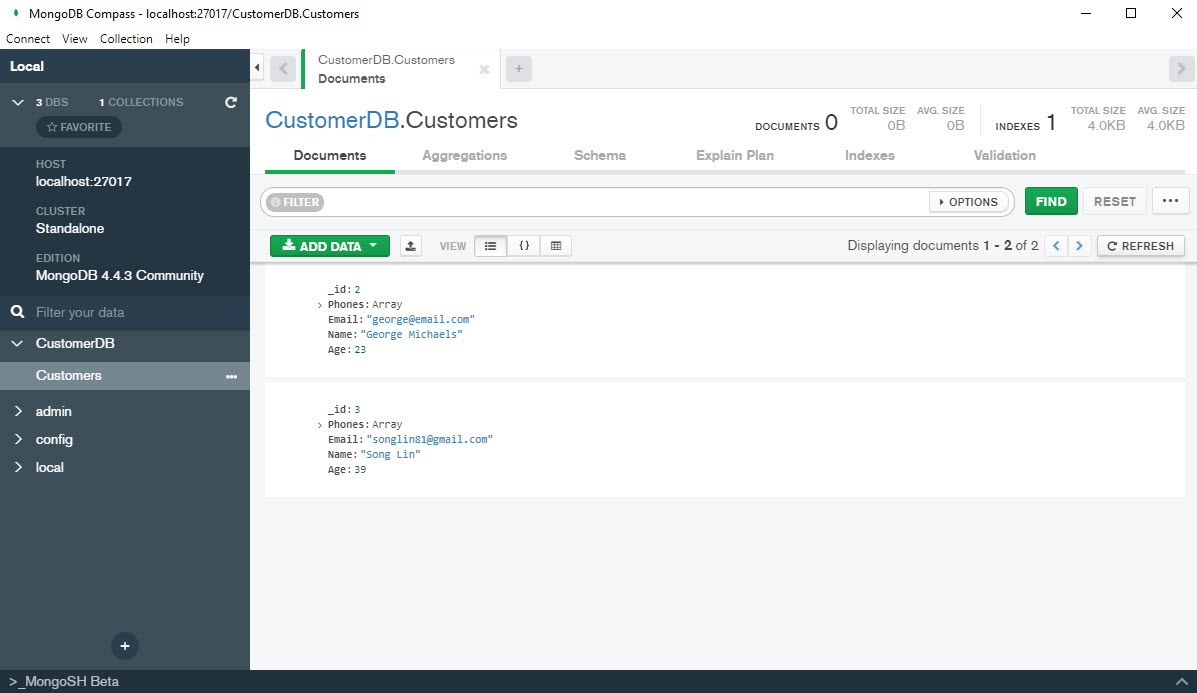 MongoDB Compass - localhost:27017/CustomerDB.Customers
Connect View Collection Help
Local
3 DBS 1 COLLECTIONS
☆ FAVORITE
HOST
localhost:27017
CLUSTER
Standalone
EDITION
MongoDB 4.4.3 Community
Filter your data
CustomerDB
Customers
admin
config
local
CustomerDB.Customers
Documents
CustomerDB.Customers
DOCUMENTS 0
TOTAL SIZE
0B
AVG. SIZE
0B
INDEXES 1
TOTAL SIZE
4.0KB
AVG. SIZE
4.0KB
Documents Aggregations Schema Explain Plan Indexes Validation
FILTER OPTIONS FIND RESET
ADD DATA VIEW { } Displaying documents 1 - 2 of 2 REFRESH
_id: 2
Phones: Array
Email: "george@email.com"
Name: "George Michaels"
Age: 23
_id: 3
Phones: Array
Email: "songlin81@gmail.com"
Name: "Song Lin"
Age: 39
>_MongoSH Beta